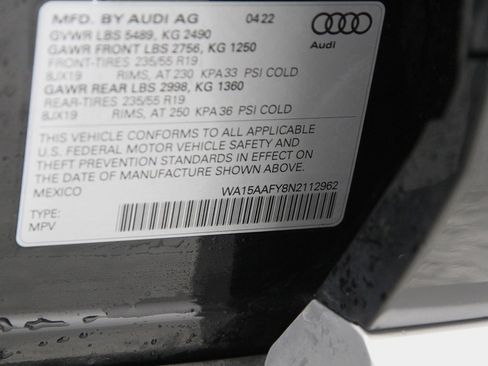 MFD. BY AUDI AG 04 22
GVWR LBS 5489, KG 2490
GAWR FRONT LBS 2756, KG 1250
FRONT-TIRES 235/55 R19
8JX19 RIMS, AT 230 KPA33 PSI COLD
GAWR REAR LBS 2998, KG 1360
REAR-TIRES 235/55 R19
8JX19 RIMS, AT 250 KPA36 PSI COLD
Audi
THIS VEHICLE CONFORMS TO ALL APPLICABLE
U.S. FEDERAL MOTOR VEHICLE SAFETY AND
THEFT PREVENTION STANDARDS IN EFFECT ON
THE DATE OF MANUFACTURE SHOWN ABOVE.
MEXICO WA15AAFY8N2112962
TYPE:
MPV